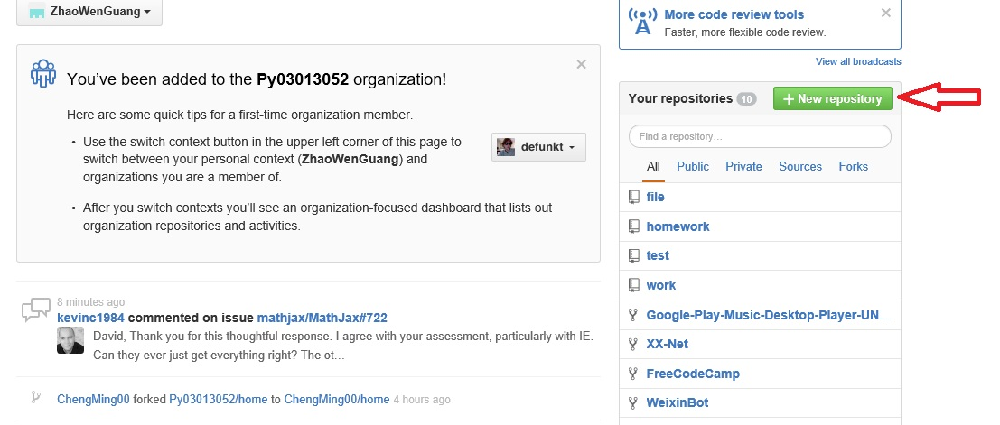 ZhaoWenGuang
You've been added to the Py03013052 organization!
Here are some quick tips for a first-time organization member.
• Use the switch context button in the upper left corner of this page to
switch between your personal context (ZhaoWenGuang) and
organizations you are a member of.
defunkt
• After you switch contexts you'll see an organization-focused dashboard that lists out
organization repositories and activities.
8 minutes ago
kevinc1984 commented on issue mathjax/MathJax#722
David, Thank you for this thoughtful response. I agree with your assessment, particularly with IE.
Can they ever just get everything right? The ot…
ChengMing00 forked Py03013052/home to ChengMing00/home 4 hours ago
More code review tools
Faster, more flexible code review.
View all broadcasts
Your repositories 10
New repository
Find a repository…
All Public Private Sources Forks
file
homework
test
work
Google-Play-Music-Desktop-Player-UN…
XX-Net
FreeCodeCamp
WeixinBot